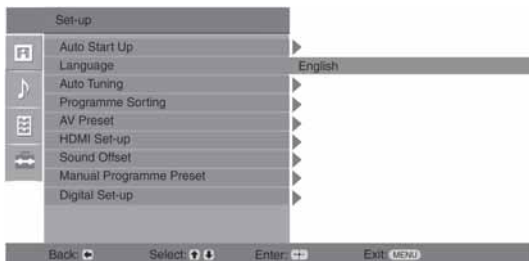 Set-up
Auto Start Up
Language English
Auto Tuning
Programme Sorting
AV Preset
HDMI Set-up
Sound Offset
Manual Programme Preset
Digital Set-up
Back: Select: Enter: Exit: MENU